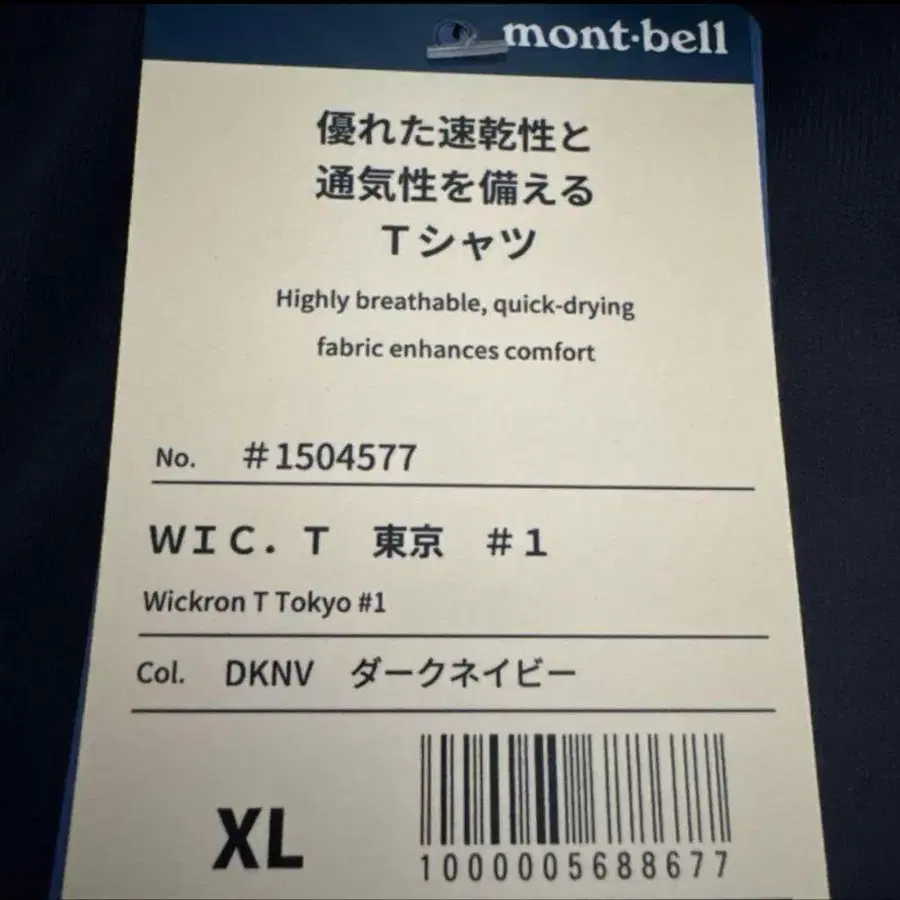 mont-bell
優れた速乾性と
通気性を備える
Tシャツ
Highly breathable, quick-drying
fabric enhances comfort
No. #1504577
WIC. T 東京 #1
Wickron T Tokyo #1
Col. DKNV ダークネイビー
XL
1000005688677